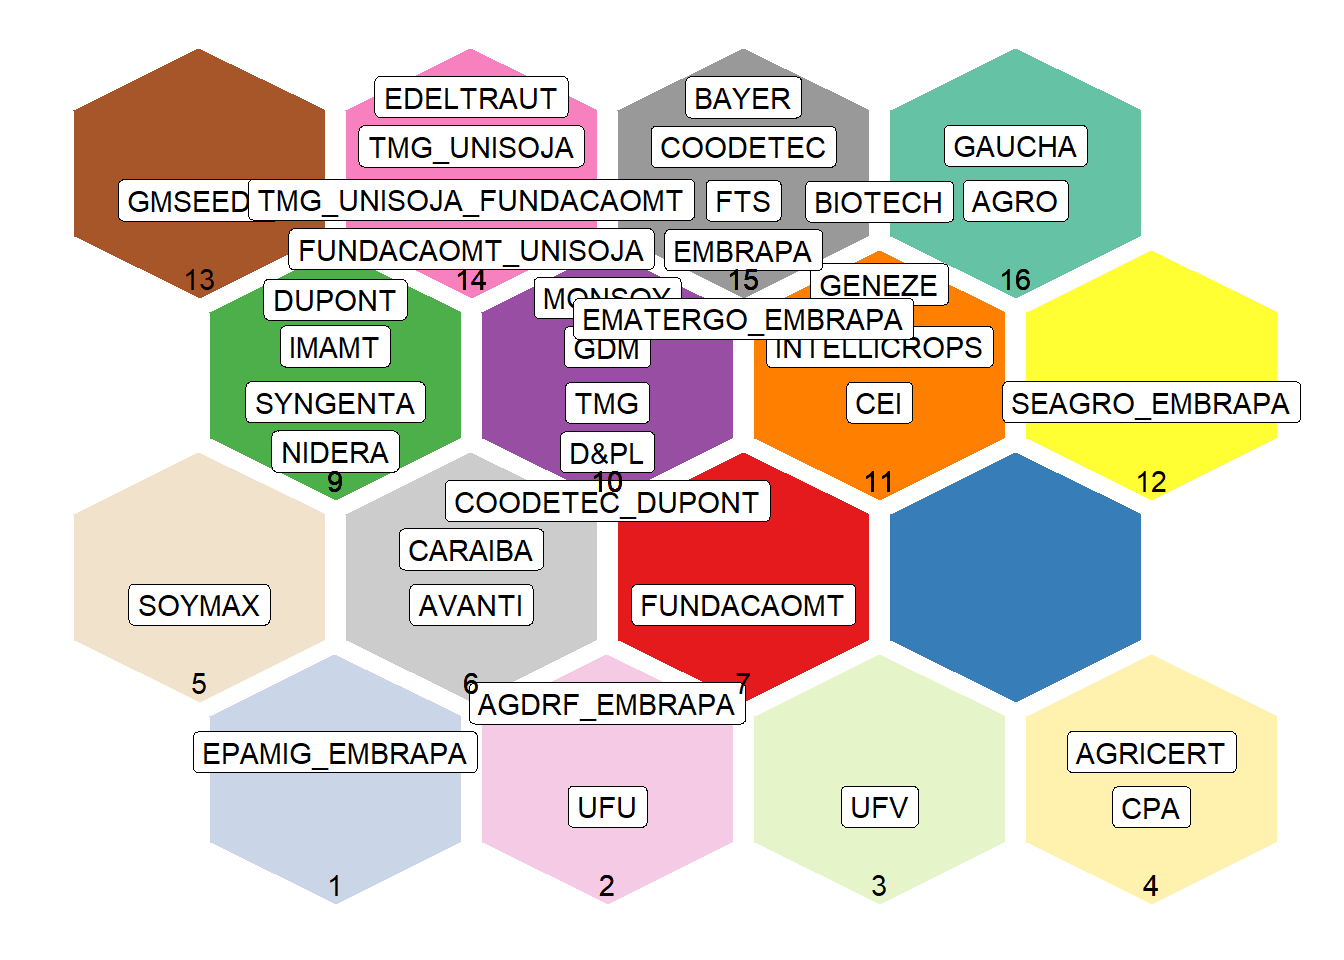 EDELTRAUT
BAYER
TMG_UNISOJA
COODETEC
GAUCHA
GMSEED
TMG_UNISOJA_FUNDACAOMT
FTS
BIOTECH
AGRO
FUNDACAOMT_UNISOJA
EMBRAPA
13
14
15
16
DUPONT
MONSOY
GENEZE
EMATERGO_EMBRAPA
IMAMT
GDM
INTELLICROPS
SYNGENTA
TMG
CEI
SEAGRO_EMBRAPA
NIDERA
D&PL
9
10
11
12
COODETEC_DUPONT
CARAIBA
SOYMAX
AVANTI
FUNDACAOMT
5
6
7
AGDRF_EMBRAPA
EPAMIG_EMBRAPA
AGRICERT
UFU
UFV
CPA
1
2
3
4